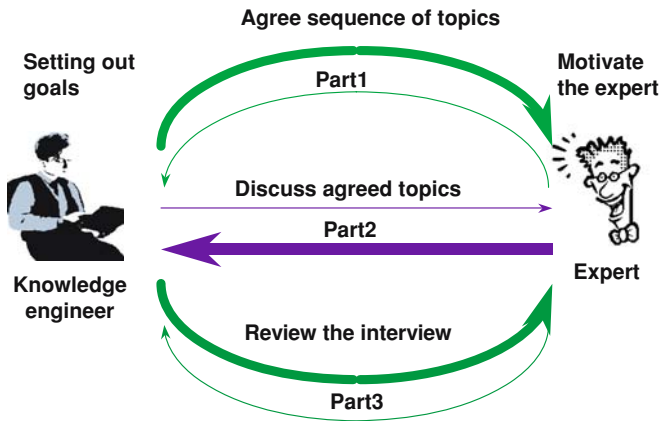 Agree sequence of topics
Setting out
goals
Motivate
the expert
Part1
Discuss agreed topics
Part2
Knowledge
engineer
Expert
Review the interview
Part3